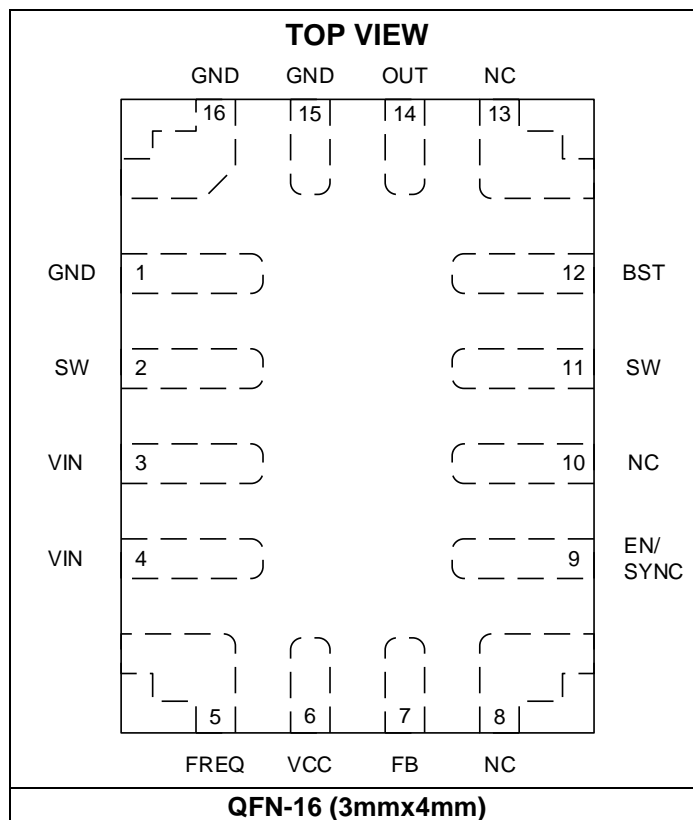 TOP VIEW
GND GND OUT NC
16 15 14 13
GND 1 12 BST
SW 2 11 SW
VIN 3 10 NC
VIN 4 9 EN/
SYNC
5 6 7 8
FREQ VCC FB NC
QFN-16 (3mmx4mm)